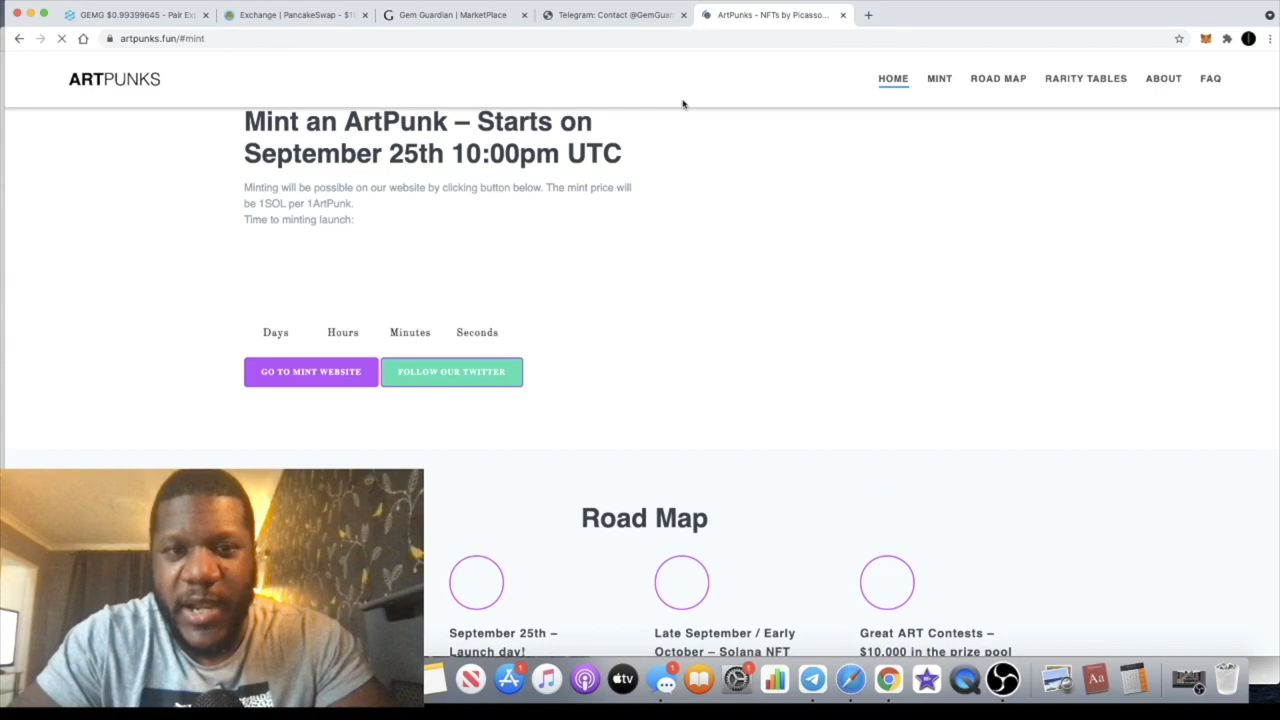 GEMG $0.99399645 - Pair Ex
Exchange | PancakeSwap - $1
Gem Guardian | MarketPlace
Telegram: Contact @GemGuar
ArtPunks - NFTs by Picasso...
artpunks.fun/#mint
ARTPUNKS
HOME
MINT
ROAD MAP
RARITY TABLES
ABOUT
FAQ
Mint an ArtPunk – Starts on
September 25th 10:00pm UTC
Minting will be possible on our website by clicking button below. The mint price will
be 1SOL per 1ArtPunk.
Time to minting launch:
Days
Hours
Minutes
Seconds
GO TO MINT WEBSITE
FOLLOW OUR TWITTER
Road Map
September 25th –
Launch day!
Late September / Early
October – Solana NFT
Great ART Contests –
$10,000 in the prize pool
tv
Aa